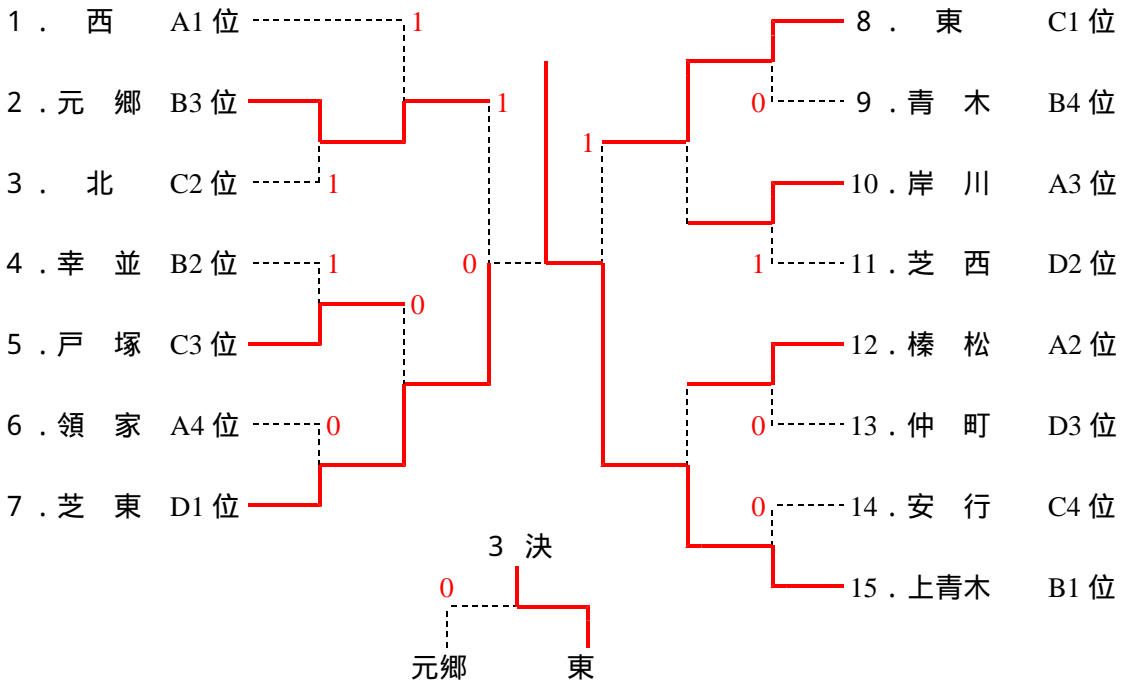 1． 西 A1位 1 8． 東 C1位
2．元 郷 B3位 1 0 9．青 木 B4位
1
3． 北 C2位 1 10．岸 川 A3位
4．幸 並 B2位 1 0 1 11．芝 西 D2位
0
5．戸 塚 C3位 12．榛 松 A2位
6．領 家 A4位 0 0 13．仲 町 D3位
7．芝 東 D1位 0 14．安 行 C4位
3 決
0 15．上青木 B1位
元郷 東